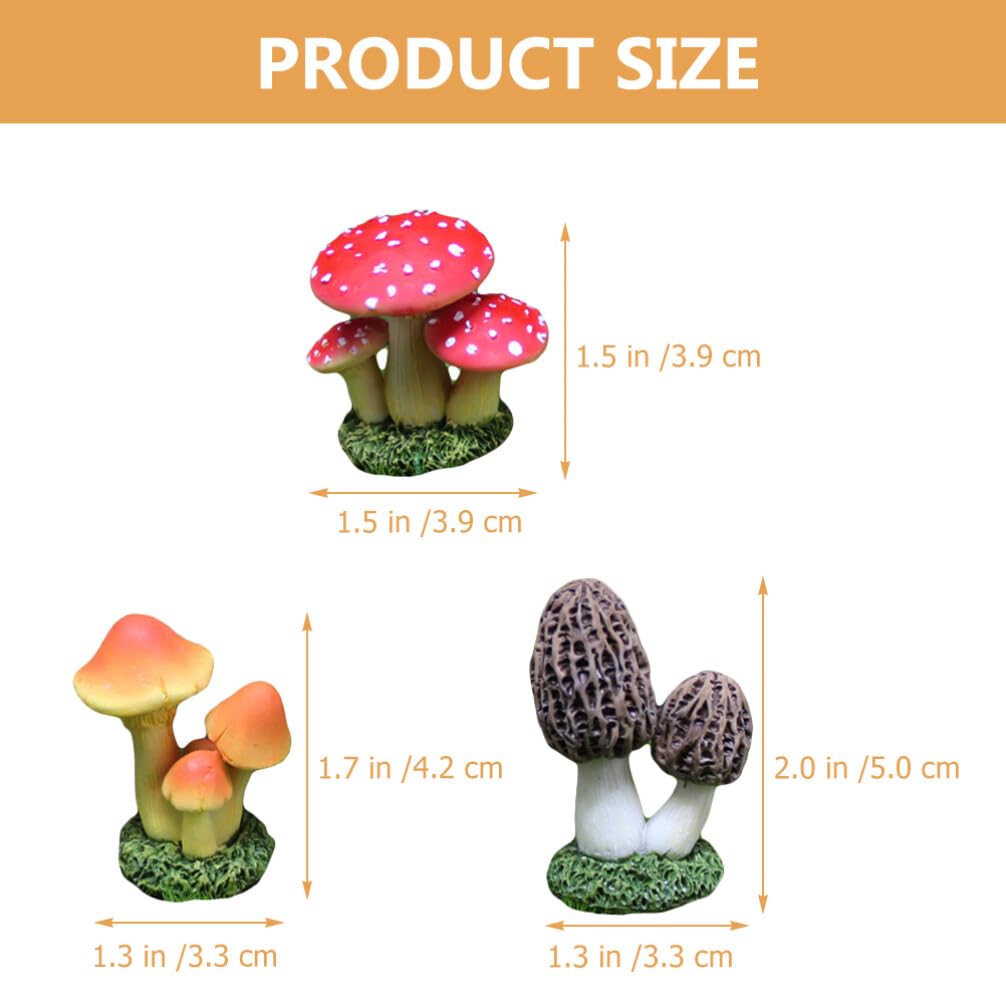 PRODUCT SIZE
1.5 in /3.9 cm
1.5 in /3.9 cm
1.7 in /4.2 cm
2.0 in /5.0 cm
1.3 in /3.3 cm
1.3 in /3.3 cm